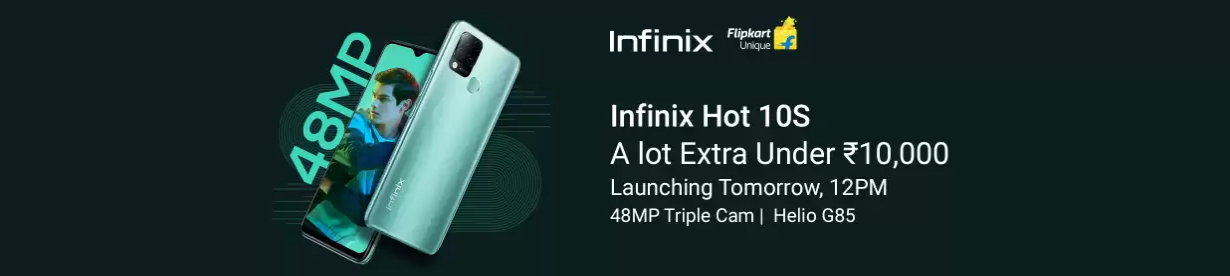 48MP
Infinix
Infinix
Flipkart
Unique
Infinix Hot 10S
A lot Extra Under ₹10,000
Launching Tomorrow, 12PM
48MP Triple Cam | Helio G85